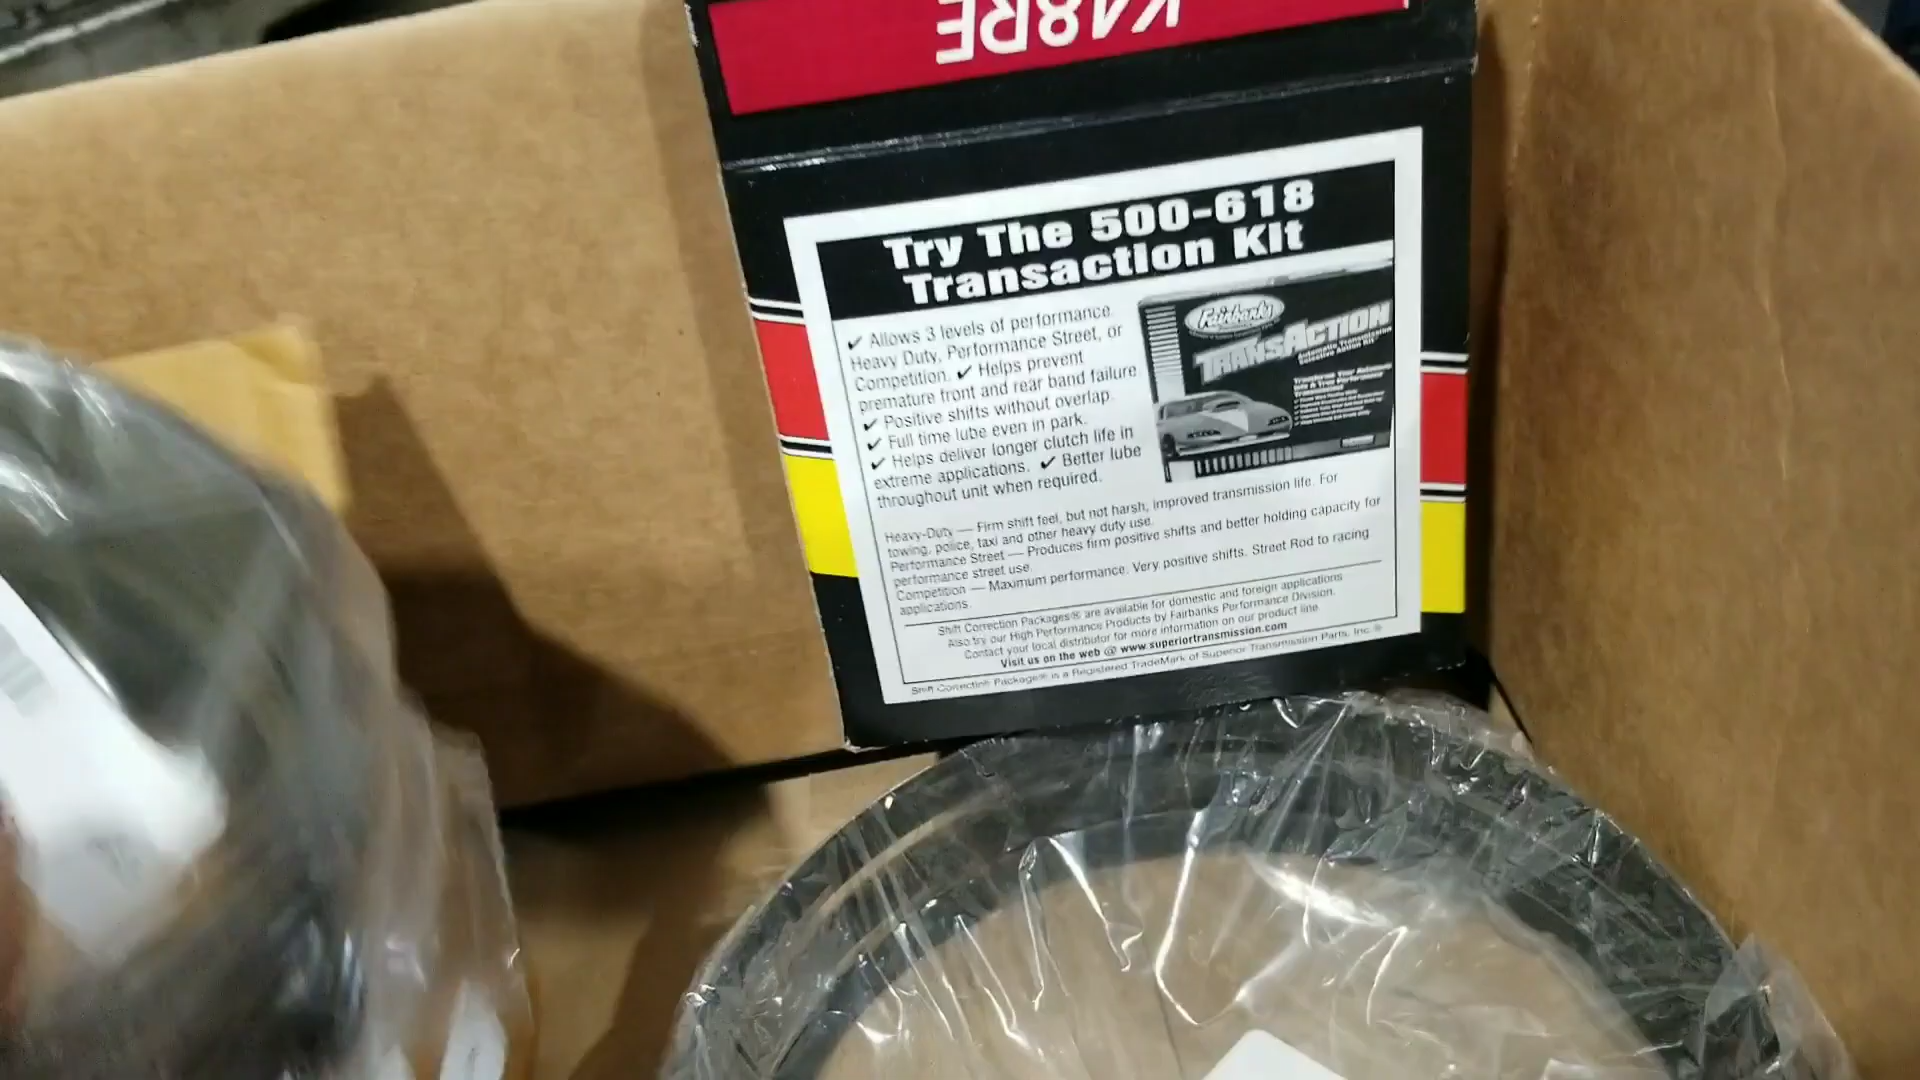 K48RE
Try The 500-618
Transaction Kit
✔ Allows 3 levels of performance.
Heavy Duty, Performance Street, or
Competition. ✔ Helps prevent
premature front and rear band failure
✔ Positive shifts without overlap.
✔ Full time lube even in park.
✔ Helps deliver longer clutch life in
extreme applications. ✔ Better lube
throughout unit when required.
Fairbanks
TRANSACTION
Automatic Transmission
Selective Action Kit
Heavy-Duty — Firm shift feel, but not harsh, improved transmission life. For
towing, police, taxi and other heavy duty use.
Performance Street — Produces firm positive shifts and better holding capacity for
performance street use.
Competition — Maximum performance. Very positive shifts. Street Rod to racing
applications.
Shift Correction Packages® are available for domestic and foreign applications
Also try our High Performance Products by Fairbanks Performance Division.
Contact your local distributor for more information on our product line.
Visit us on the web @ www.superiortransmission.com
Shift Correction Package® is a Registered TradeMark of Superior Transmission Parts, Inc.®